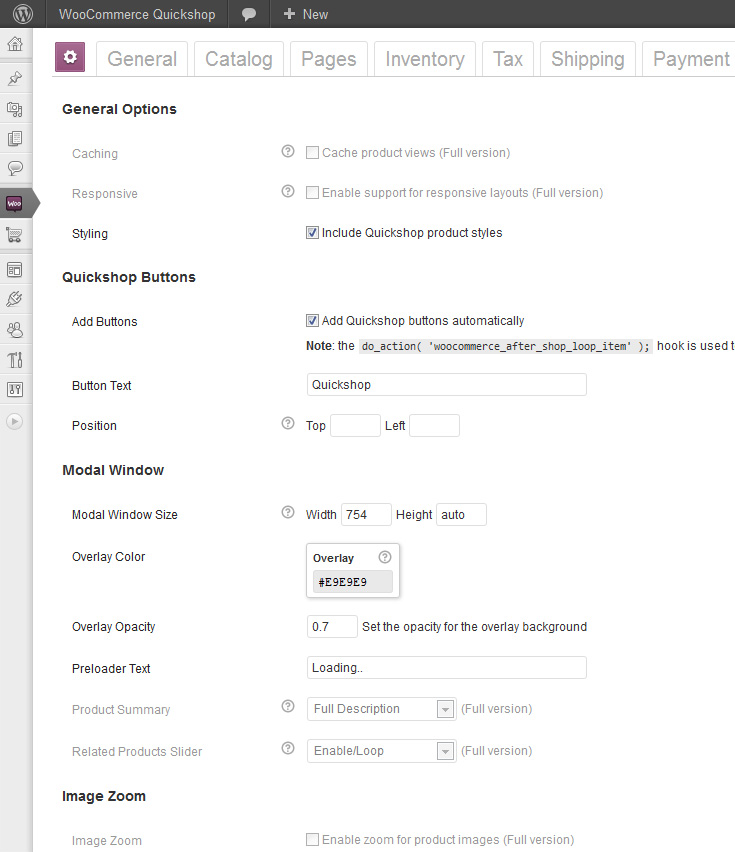 WooCommerce Quickshop New
General Catalog Pages Inventory Tax Shipping Payment
General Options
Caching ? Cache product views (Full version)
Responsive ? Enable support for responsive layouts (Full version)
Styling Include Quickshop product styles
Woo
Quickshop Buttons
Add Buttons Add Quickshop buttons automatically
Note: the do_action( 'woocommerce_after_shop_loop_item' ); hook is used t
Button Text Quickshop
Position ? Top Left
Modal Window
Modal Window Size ? Width 754 Height auto
Overlay Color Overlay ?
#E9E9E9
Overlay Opacity 0.7 Set the opacity for the overlay background
Preloader Text Loading..
Product Summary ? Full Description (Full version)
Related Products Slider ? Enable/Loop (Full version)
Image Zoom
Image Zoom Enable zoom for product images (Full version)